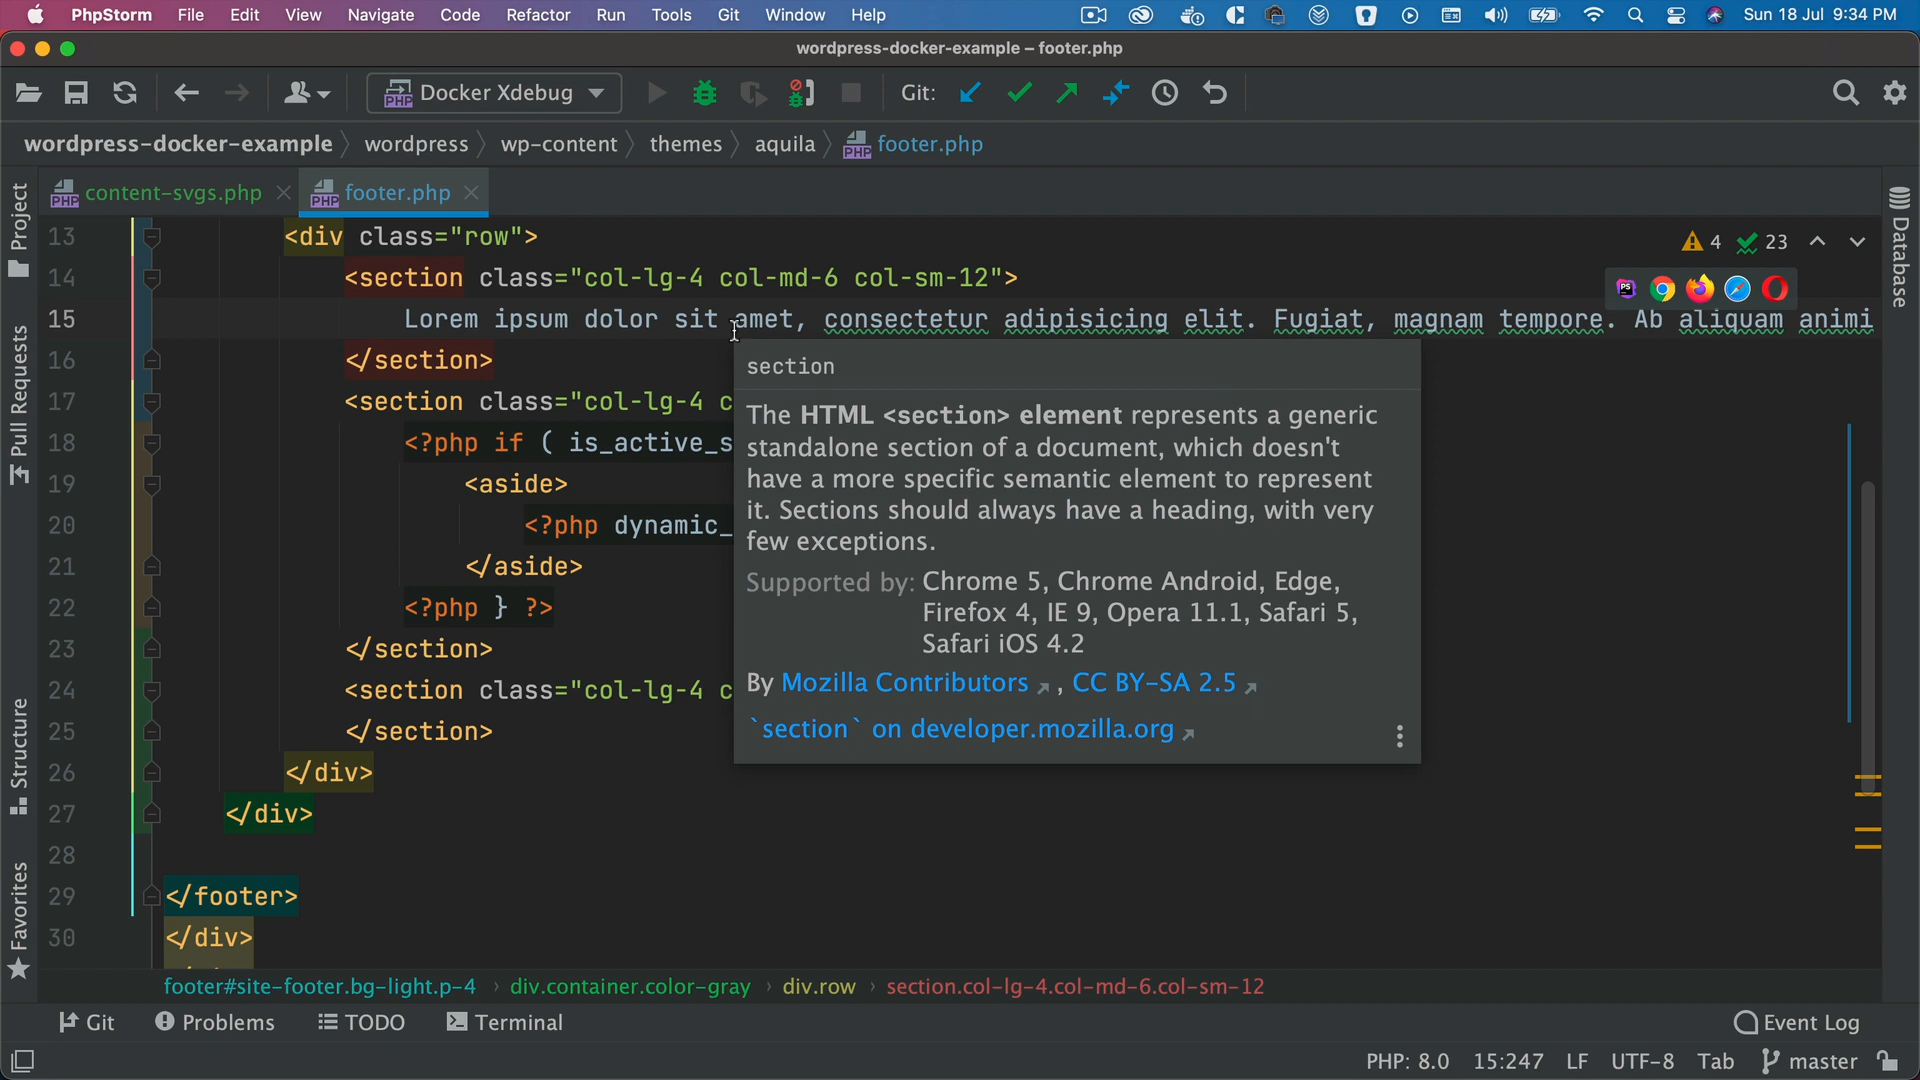 PhpStorm File Edit View Navigate Code Refactor Run Tools Git Window Help Sun 18 Jul 9:34 PM
wordpress-docker-example – footer.php
PHP Docker Xdebug Git:
wordpress-docker-example wordpress wp-content themes aquila PHP footer.php
PHP content-svgs.php PHP footer.php
Project
Pull Requests
Structure
Favorites
Database
4 23
13 <div class="row">
14 <section class="col-lg-4 col-md-6 col-sm-12">
PS
15 Lorem ipsum dolor sit amet, consectetur adipisicing elit. Fugiat, magnam tempore. Ab aliquam animi
16 </section>
17 <section class="col-lg-4 c
18 <?php if ( is_active_s
19 <aside>
20 <?php dynamic_
21 </aside>
22 <?php } ?>
23 </section>
24 <section class="col-lg-4 c
25 </section>
26 </div>
27 </div>
28
29 </footer>
30 </div>
section
The HTML <section> element represents a generic
standalone section of a document, which doesn't
have a more specific semantic element to represent
it. Sections should always have a heading, with very
few exceptions.
Supported by: Chrome 5, Chrome Android, Edge,
Firefox 4, IE 9, Opera 11.1, Safari 5,
Safari iOS 4.2
By Mozilla Contributors , CC BY-SA 2.5
`section` on developer.mozilla.org
footer#site-footer.bg-light.p-4 › div.container.color-gray › div.row › section.col-lg-4.col-md-6.col-sm-12
Git Problems TODO Terminal Event Log
PHP: 8.0 15:247 LF UTF-8 Tab master